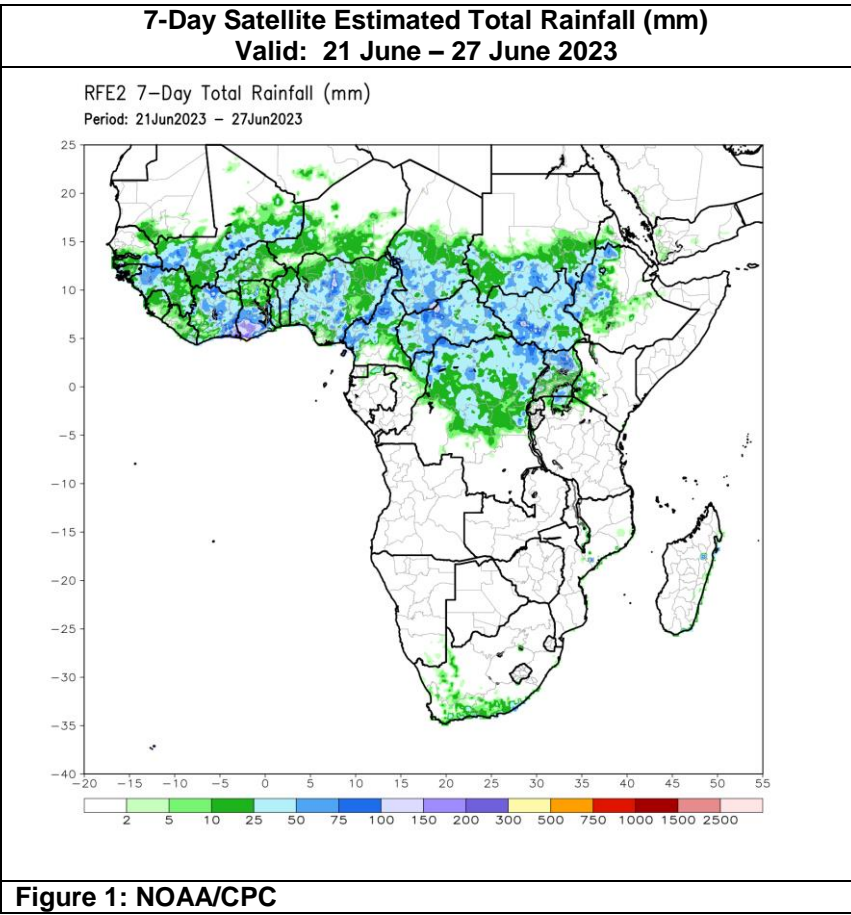 7-Day Satellite Estimated Total Rainfall (mm)
Valid: 21 June – 27 June 2023
RFE2 7-Day Total Rainfall (mm)
Period: 21Jun2023 – 27Jun2023
25
20
15
10
5
0
-5
-10
-15
-20
-25
-30
-35
-40
-20 -15 -10 -5 0 5 10 15 20 25 30 35 40 45 50 55
2 5 10 25 50 75 100 150 200 300 500 750 1000 1500 2500
Figure 1: NOAA/CPC